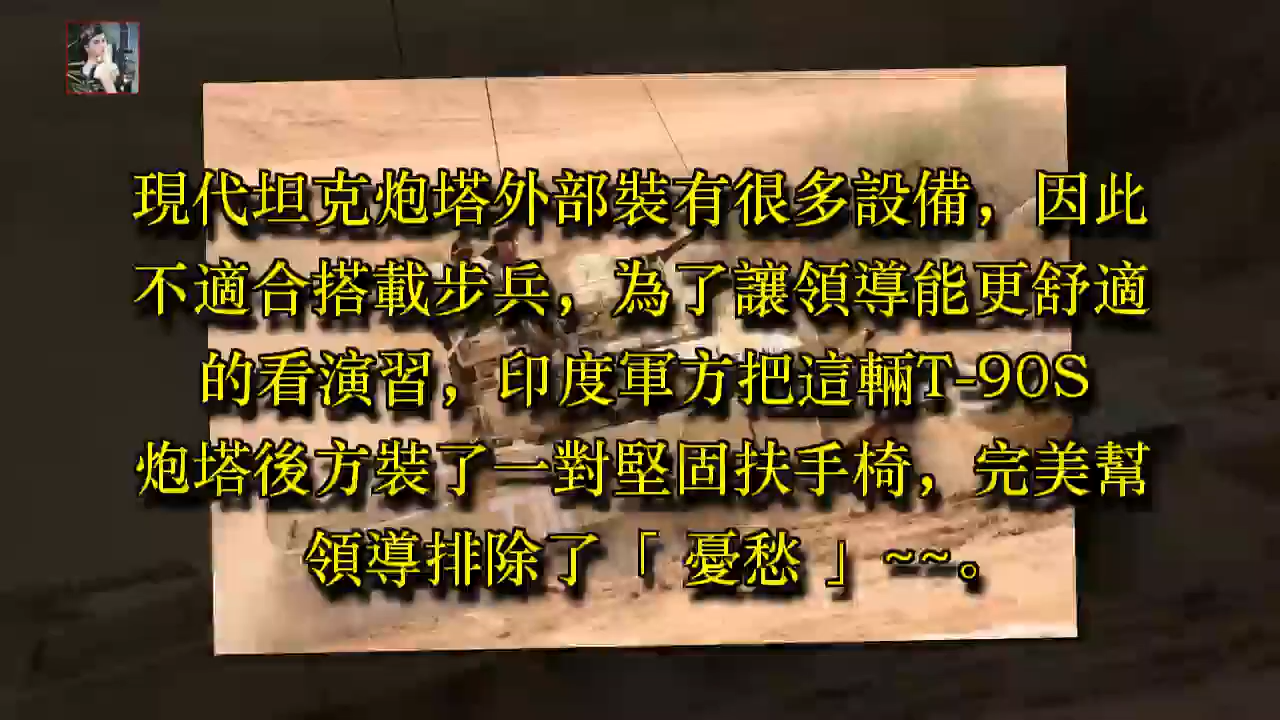 現代坦克炮塔外部裝有很多設備，因此
不適合搭載步兵，為了讓領導能更舒適
的看演習，印度軍方把這輛T-90S
炮塔後方裝了一對堅固扶手椅，完美幫
領導排除了「 憂愁 」~~。